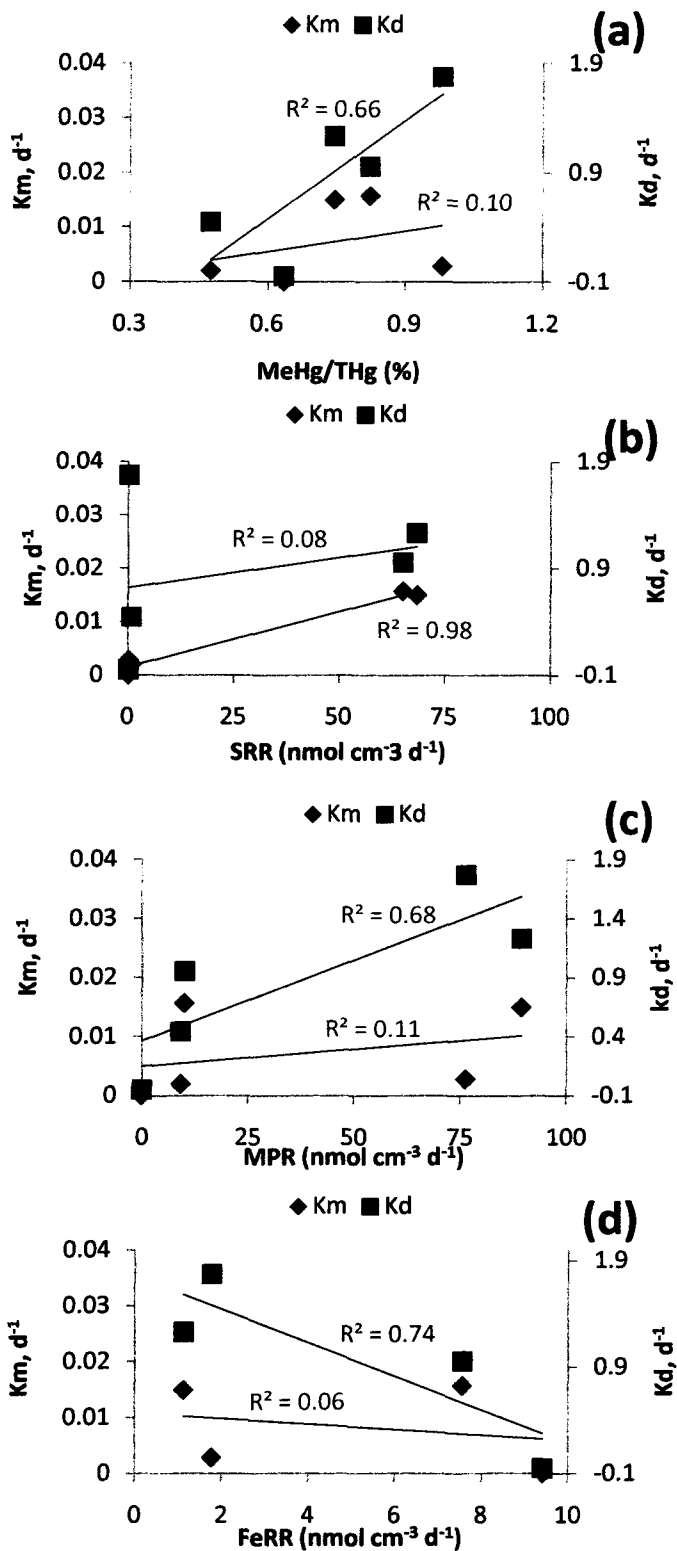 Km Kd
(a)
0.04
0.03
0.02
0.01
0
Km, d-1
1.9
0.9
-0.1
Kd, d-1
R² = 0.66
R² = 0.10
0.3 0.6 0.9 1.2
MeHg/THg (%)
Km Kd
(b)
0.04
0.03
0.02
0.01
0
Km, d-1
1.9
0.9
-0.1
Kd, d-1
R² = 0.08
R² = 0.98
0 25 50 75 100
SRR (nmol cm-3 d-1)
Km Kd
(c)
0.04
0.03
0.02
0.01
0
Km, d-1
1.9
1.4
0.9
0.4
-0.1
kd, d-1
R² = 0.68
R² = 0.11
0 25 50 75 100
MPR (nmol cm-3 d-1)
Km Kd
(d)
0.04
0.03
0.02
0.01
0
Km, d-1
1.9
0.9
-0.1
Kd, d-1
R² = 0.74
R² = 0.06
0 2 4 6 8 10
FeRR (nmol cm-3 d-1)